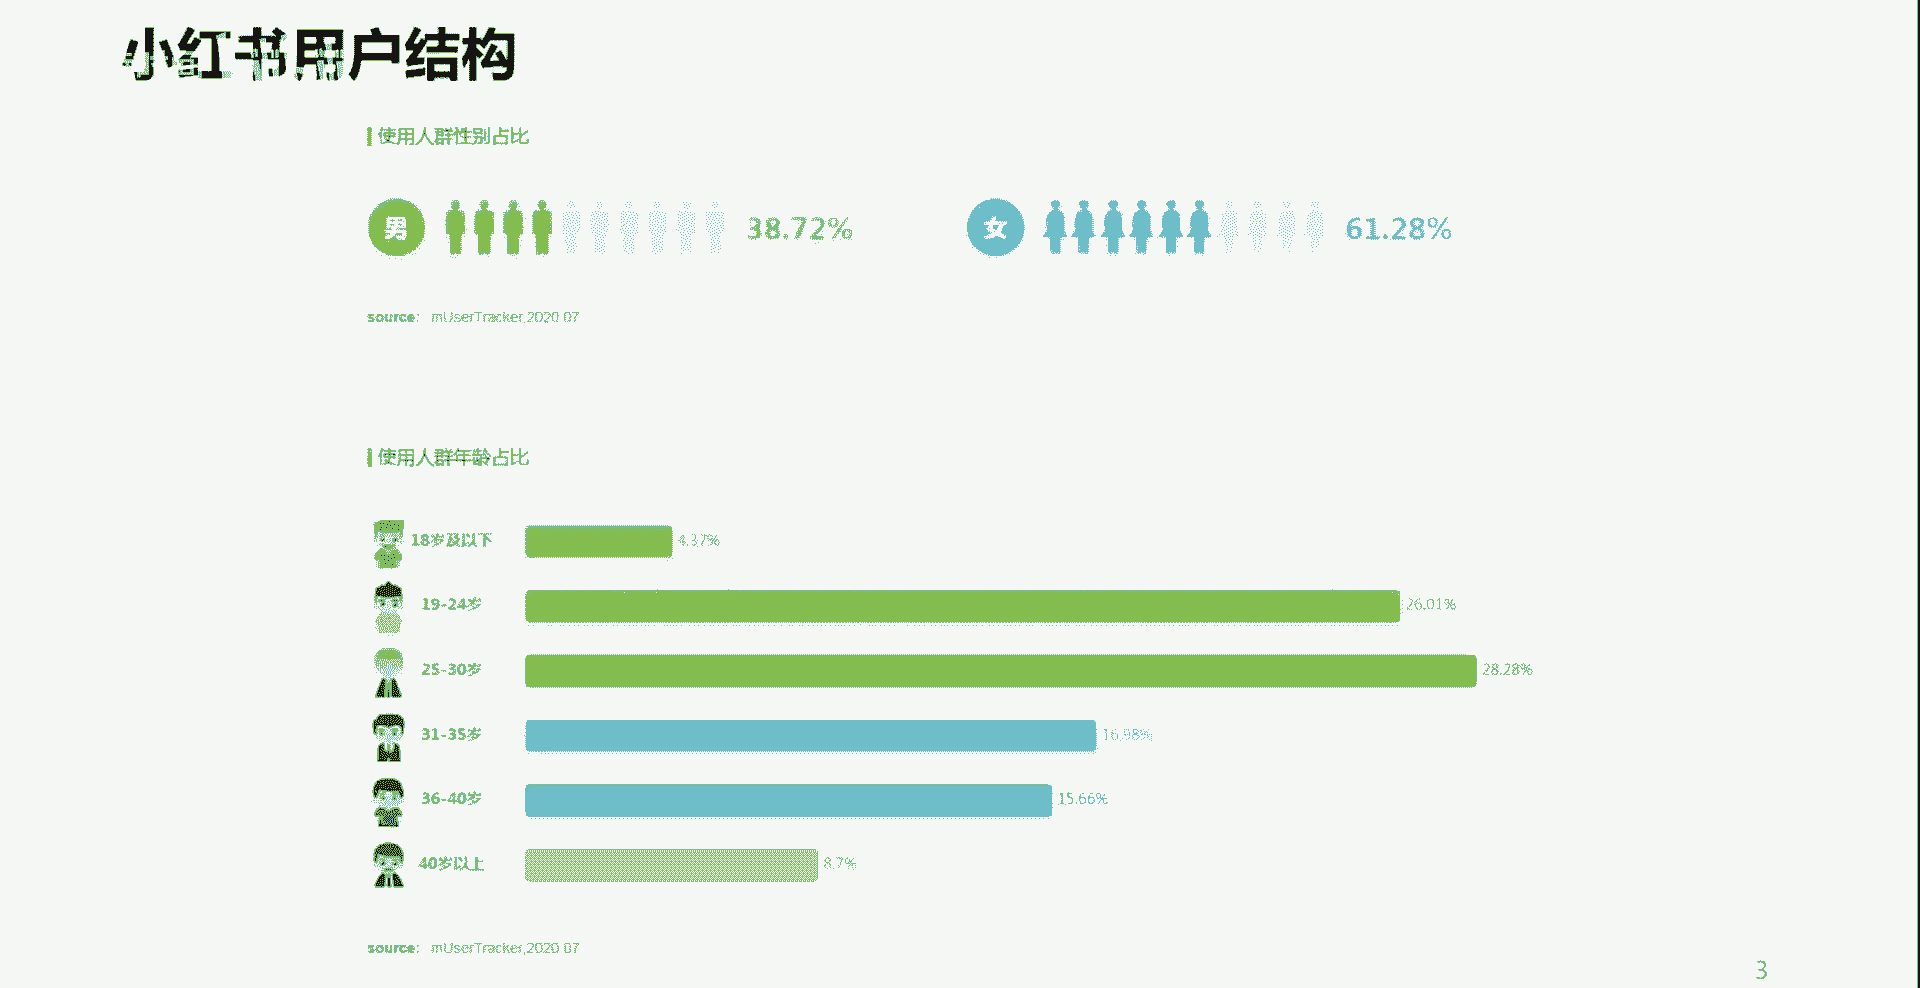 小红书用户结构
使用人群性别占比
男 38.72% 女 61.28%
source: mUserTracker,2020 07
使用人群年龄占比
18岁及以下 4.37%
19-24岁 26.01%
25-30岁 28.28%
31-35岁 16.98%
36-40岁 15.66%
40岁以上 8.7%
source: mUserTracker,2020 07
3